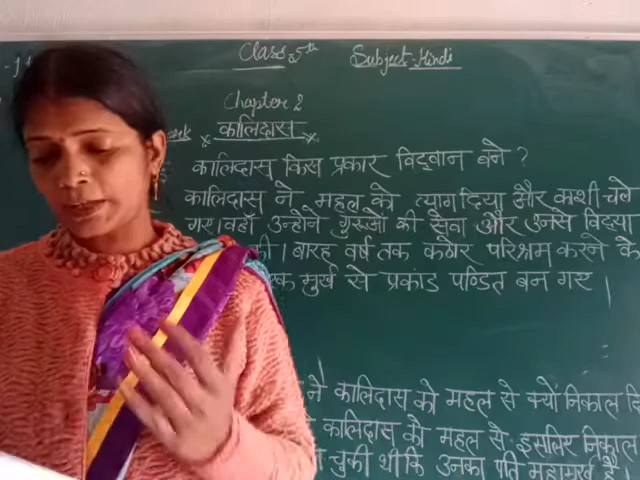 Class 5th Subject:- Hindi
Chapter 2
कालिदास
कालिदास किस प्रकार विद्वान बने ?
कालिदास ने महल को त्याग दिया और काशी चले
गए। वहाँ उन्होने गुरूओं की सेवा और उनसे विद्या
की। बारह वर्ष तक कठोर परिश्रम करने के
मुर्ख से प्रकांड पण्डित बन गए।
ने कालिदास को महल से क्यों निकाल
कालिदास को महल से इसलिए निकाल
चुकी थी कि उनका पति महामूर्ख है।